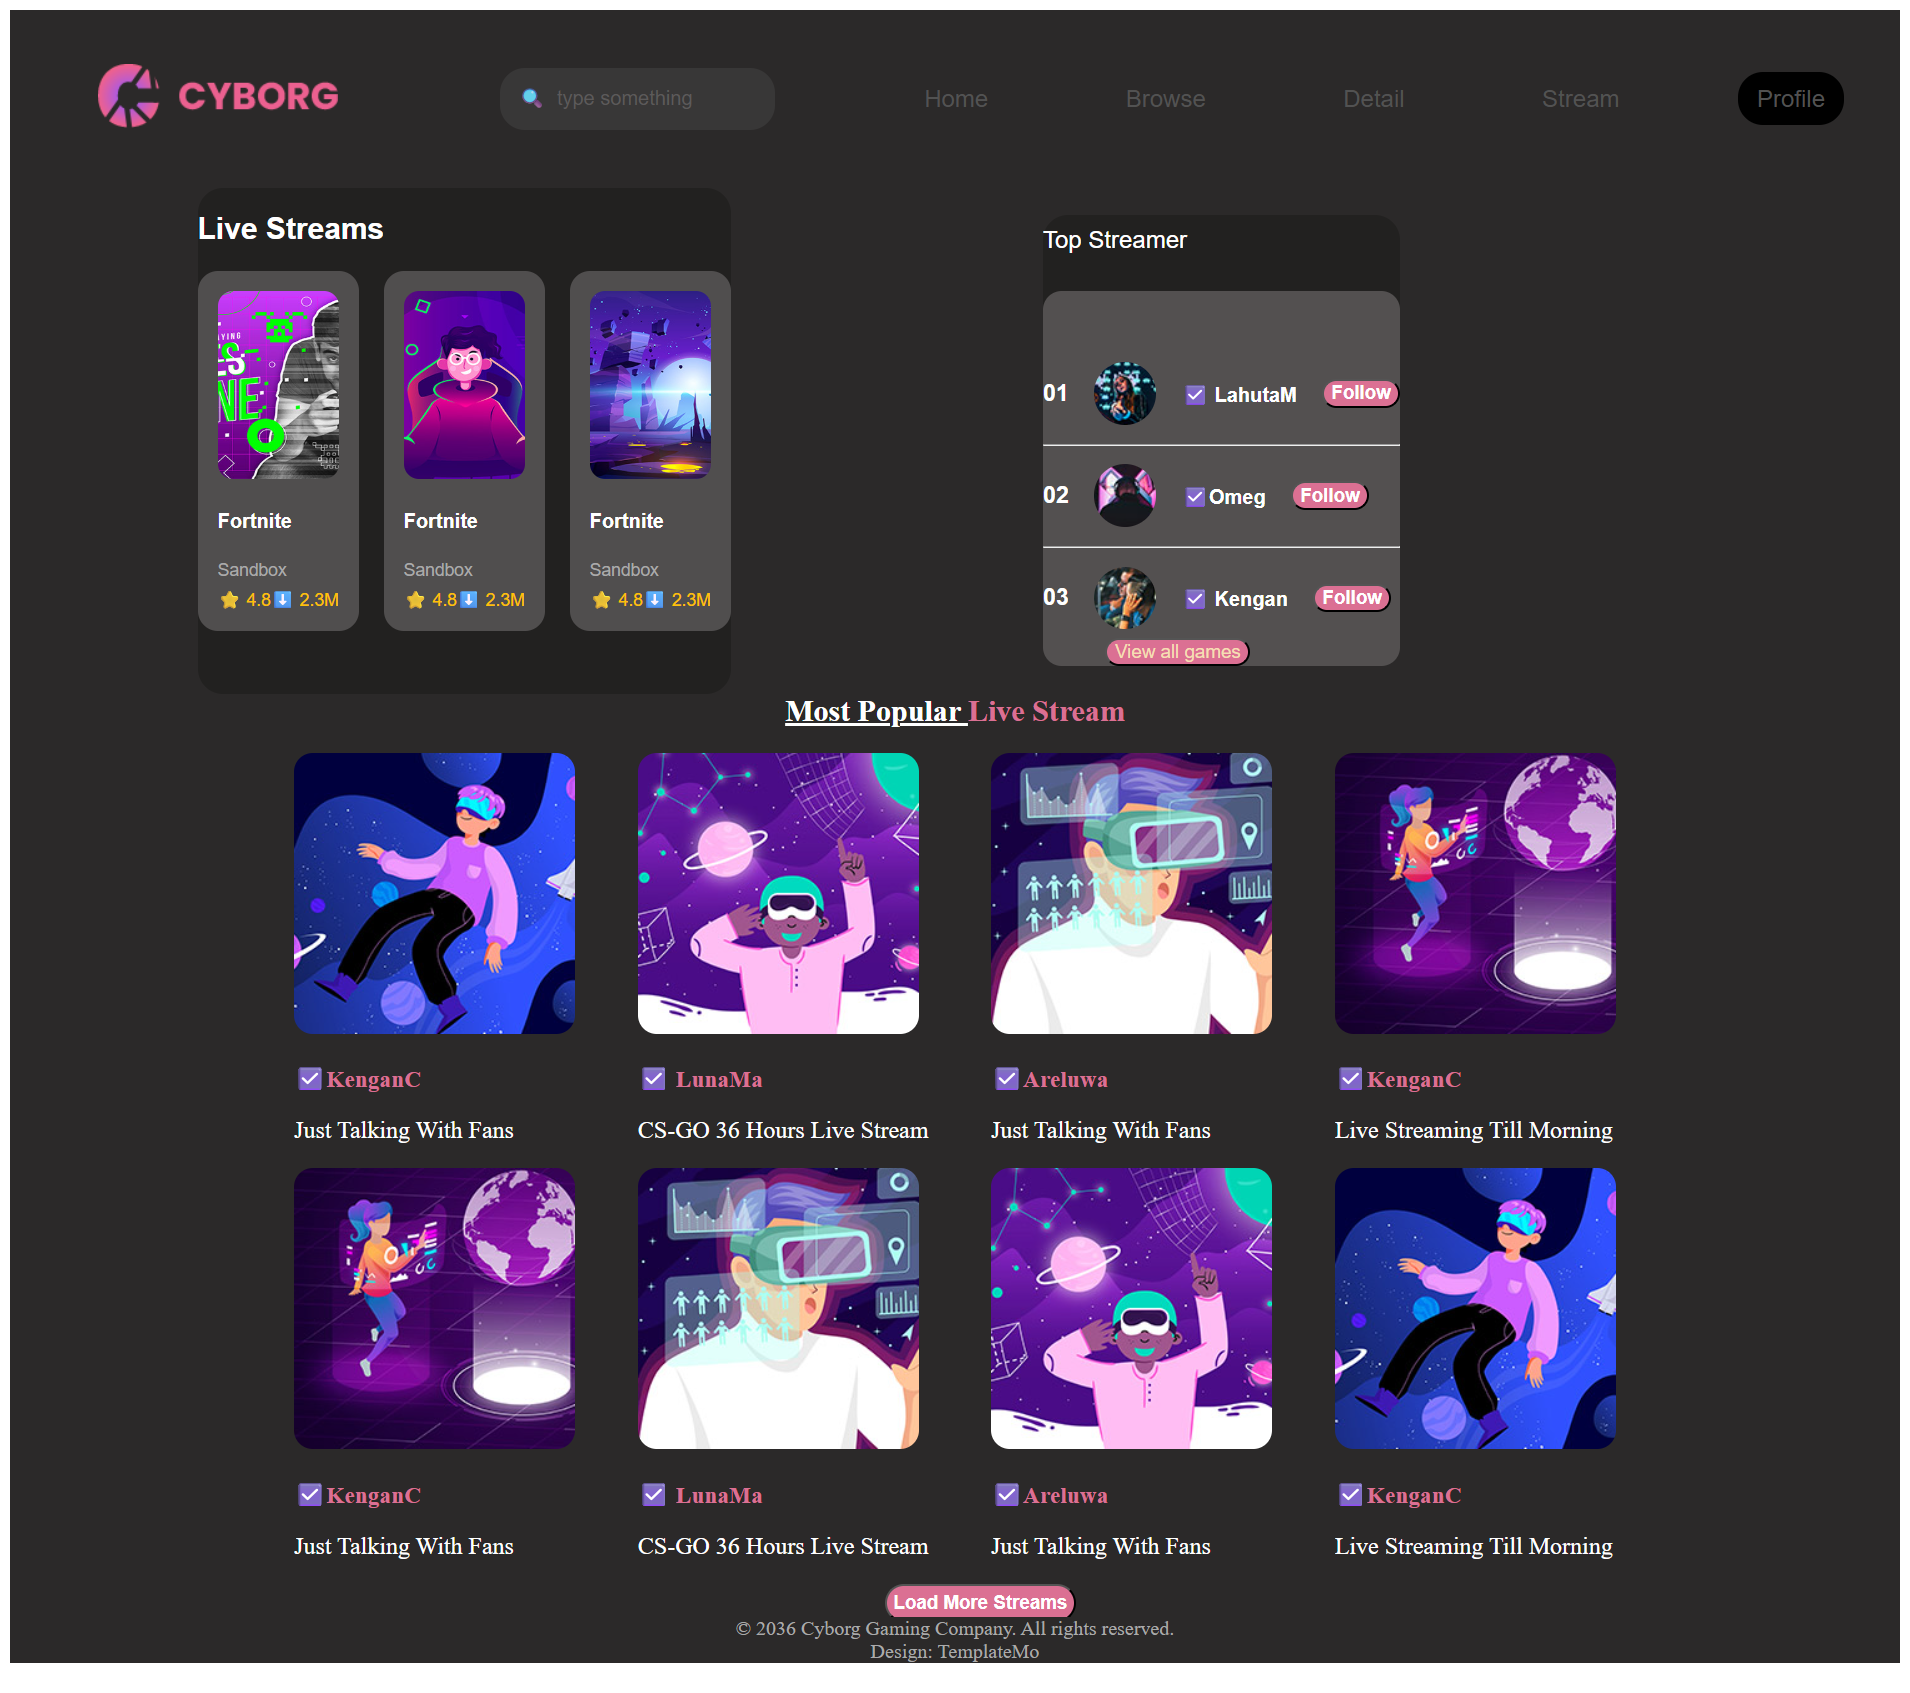 CYBORG
type something
Home
Browse
Detail
Stream
Profile
Live Streams
YING
ES
NE
Fortnite
Sandbox
4.8 2.3M
Fortnite
Sandbox
4.8 2.3M
Fortnite
Sandbox
4.8 2.3M
Top Streamer
01 LahutaM Follow
02 Omeg Follow
03 Kengan Follow
View all games
Most Popular Live Stream
KenganC
Just Talking With Fans
LunaMa
CS-GO 36 Hours Live Stream
Areluwa
Just Talking With Fans
KenganC
Live Streaming Till Morning
KenganC
Just Talking With Fans
LunaMa
CS-GO 36 Hours Live Stream
Areluwa
Just Talking With Fans
KenganC
Live Streaming Till Morning
Load More Streams
© 2036 Cyborg Gaming Company. All rights reserved.
Design: TemplateMo